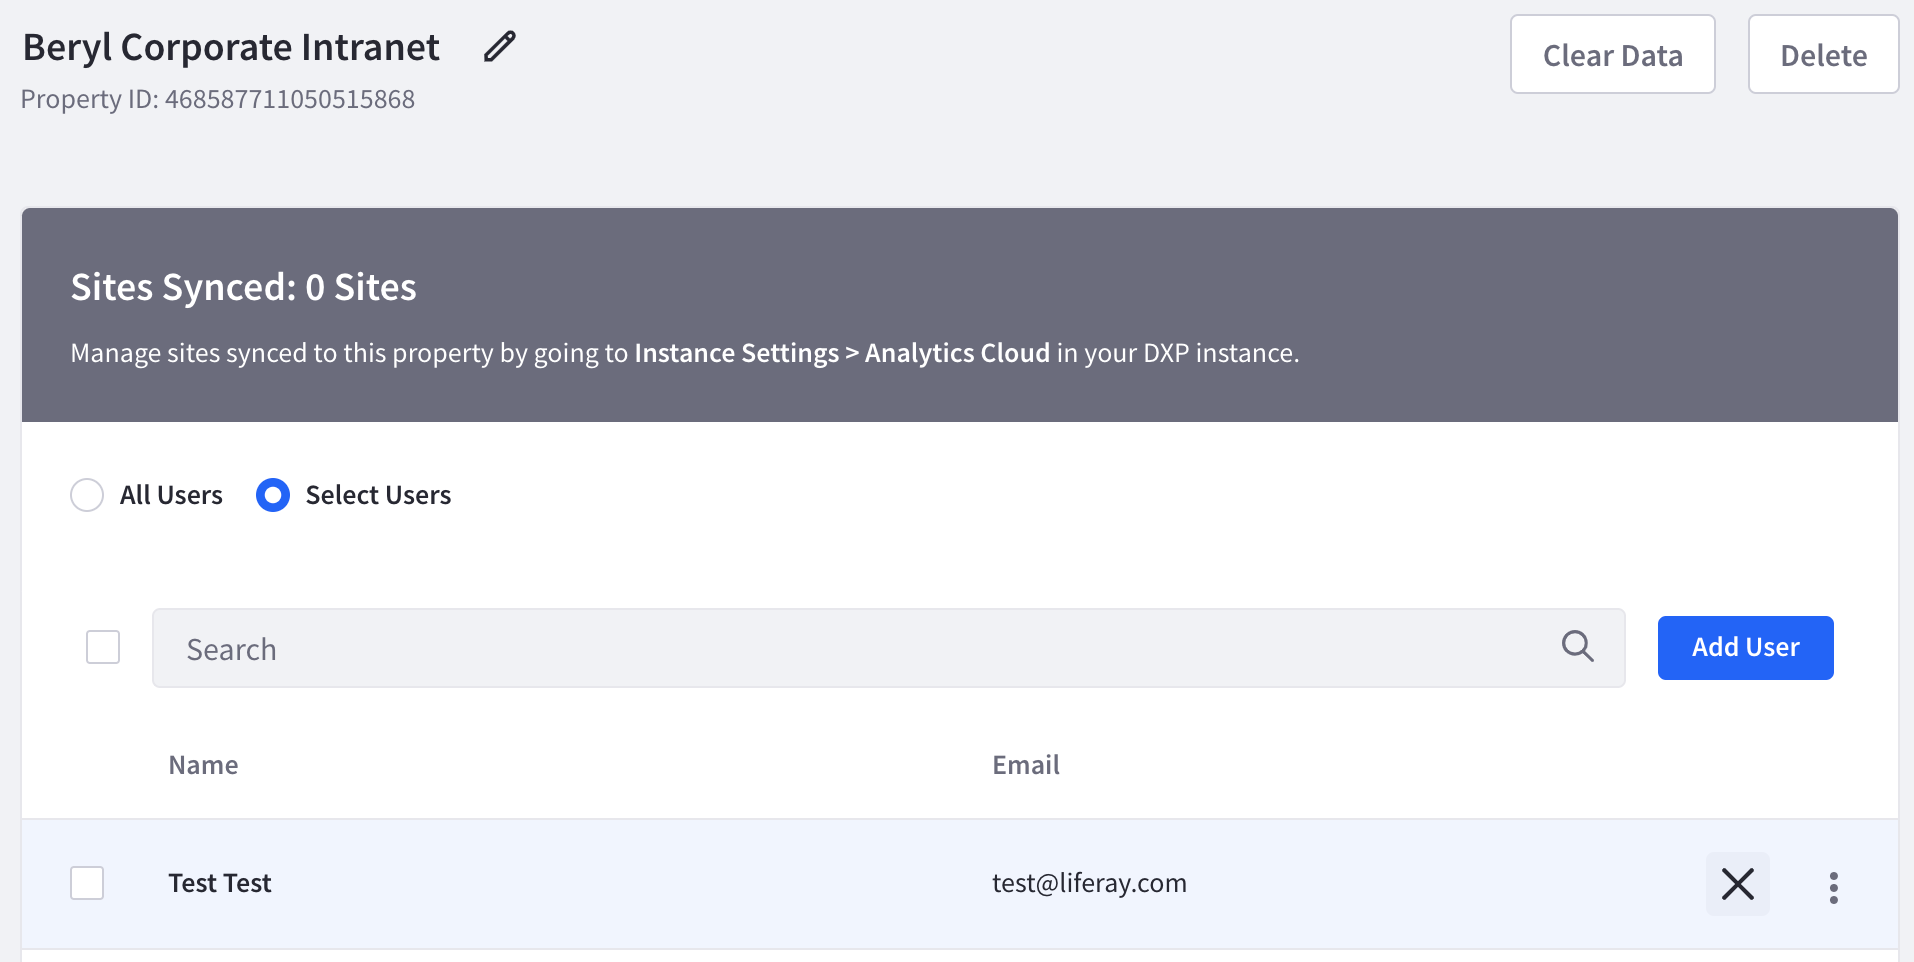 Beryl Corporate Intranet
Clear Data
Delete
Property ID: 468587711050515868
Sites Synced: 0 Sites
Manage sites synced to this property by going to Instance Settings > Analytics Cloud in your DXP instance.
All Users
Select Users
Search
Add User
Name
Email
Test Test
test@liferay.com